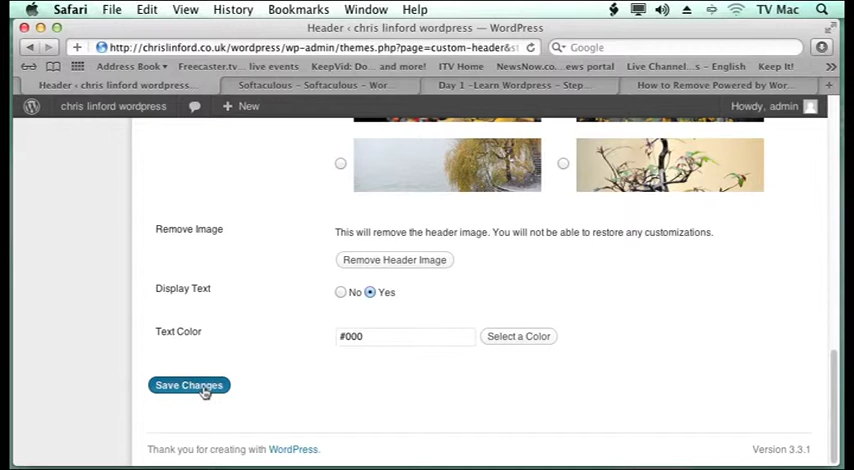 Safari File Edit View History Bookmarks Window Help TV Mac
Header ‹ chris linford wordpress — WordPress
http://chrislinford.co.uk/wordpress/wp-admin/themes.php?page=custom-header&s
Google
Address Book Freecaster.tv... live events KeepVid: Do... and more! ITV Home NewsNow.co...ews portal Live Channel... - English Keep It!
Header ‹ chris linford wordpress... Softaculous - Softaculous - Wor... Day 1 -Learn Wordpress - Step... How to Remove Powered by Wor...
chris linford wordpress + New Howdy, admin
Remove Image
This will remove the header image. You will not be able to restore any customizations.
Remove Header Image
Display Text
No Yes
Text Color
#000 Select a Color
Save Changes
Thank you for creating with WordPress. Version 3.3.1